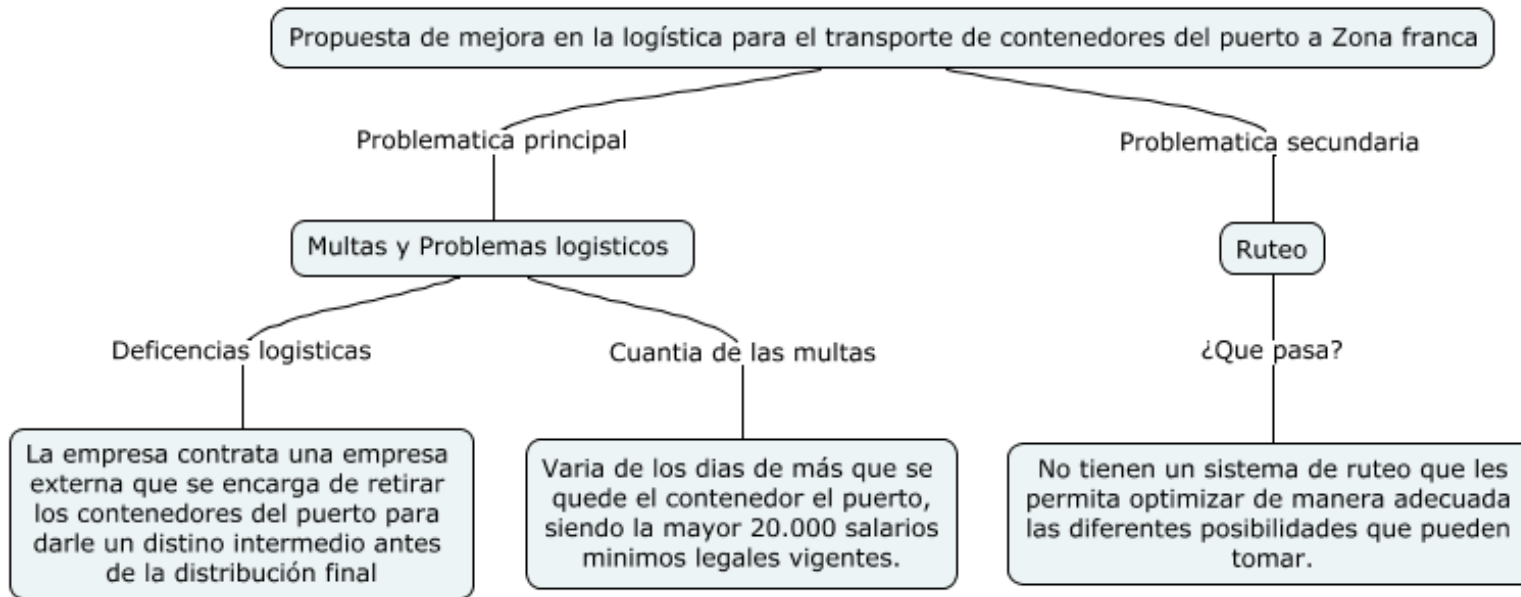 Propuesta de mejora en la logística para el transporte de contenedores del puerto a Zona franca
Problematica principal
Problematica secundaria
Multas y Problemas logisticos
Ruteo
Deficencias logisticas
Cuantia de las multas
¿Que pasa?
La empresa contrata una empresa
externa que se encarga de retirar
los contenedores del puerto para
darle un distino intermedio antes
de la distribución final
Varia de los dias de más que se
quede el contenedor el puerto,
siendo la mayor 20.000 salarios
minimos legales vigentes.
No tienen un sistema de ruteo que les
permita optimizar de manera adecuada
las diferentes posibilidades que pueden
tomar.